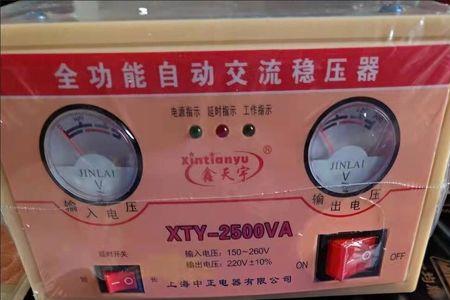 全功能自动交流稳压器
电源指示 延时指示 工作指示
JINLAI
V
JINLAI
V
xintianyu®
鑫天宇
输入电压
输出电压
XTY-2500VA
延时开关
输入电压：150~260V
输出电压：220V±10%
ON
OFF
短
长
上海中正电器有限公司